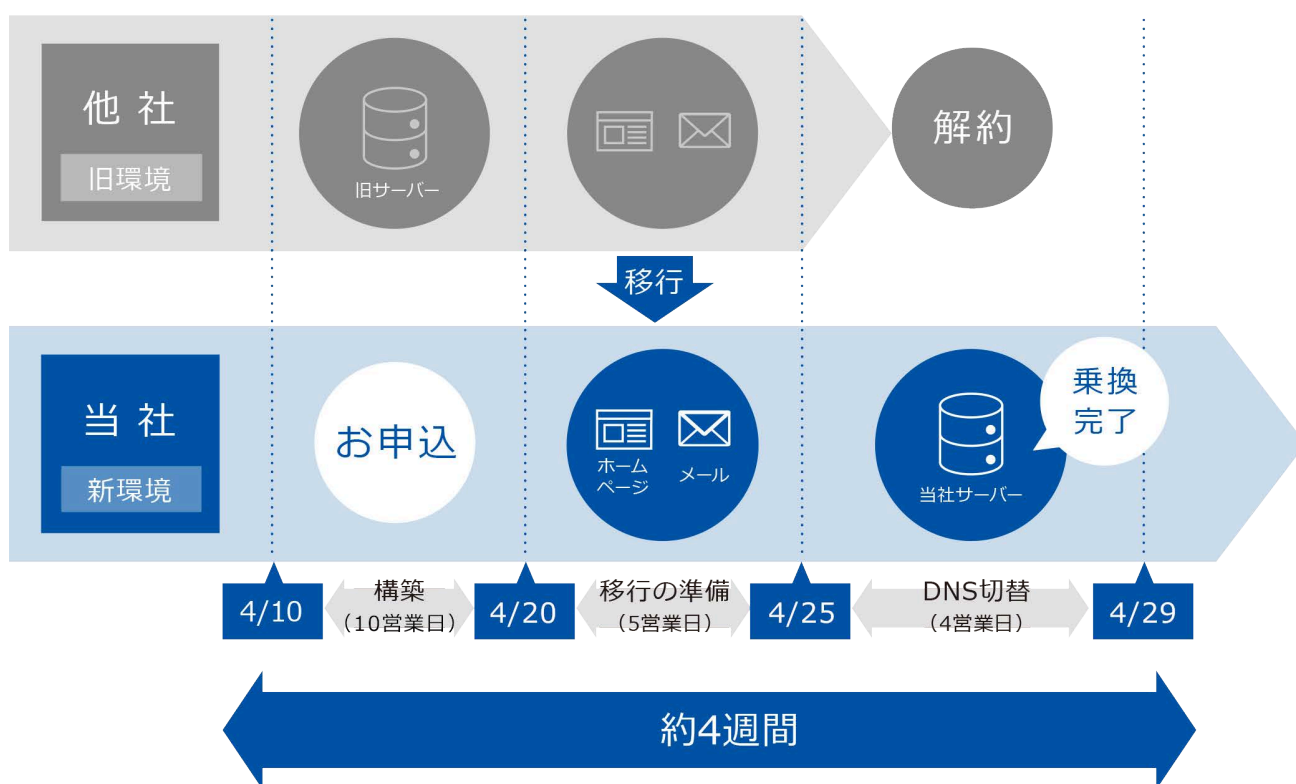 他社
旧環境
旧サーバー
解約
移行
当社
新環境
お申込
ホーム
ページ
メール
当社サーバー
乗換
完了
4/10
構築
（10営業日）
4/20
移行の準備
（5営業日）
4/25
DNS切替
（4営業日）
4/29
約4週間